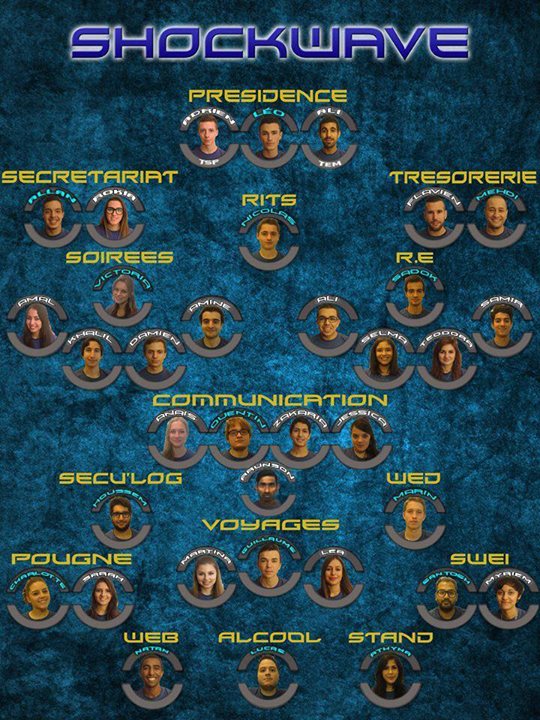 SHOCKWAVE
PRESIDENCE
ADRIEN LÉO ALI
TSP TEM
SECRETARIAT
ALLAN ROKIA
RITS
NICOLAS
TRESORERIE
FLAVIEN MEHDI
SOIREES
VICTORIA
AMAL KHALIL DAMIEN AMINE
R.E
SADOK
ALI SELMA TEODORA SAMIA
COMMUNICATION
ANAIS QUENTIN ZAKARIA JESSICA
SECU'LOG
HOUSSEM
WED
MARIN
VOYAGES
MARTINA GUILLAUME LEA
POUGNE
CHARLOTTE SARAH
SWEI
SANTOSH MYRIEM
WEB
NATAN
ALCOOL
LUCAS
STAND
ATHYNA